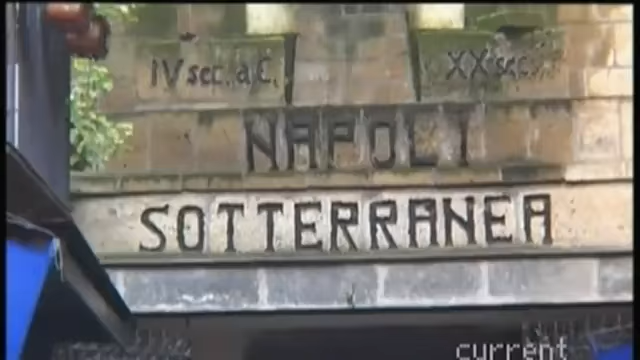 IV sec. a.C. XX sec.
NAPOLI
SOTTERRANEA
current